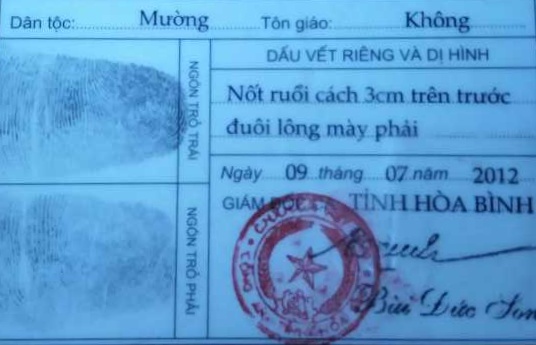 Dân tộc: Mường Tôn giáo: Không
NGÓN TRỎ TRÁI
DẤU VẾT RIÊNG VÀ DỊ HÌNH
Nốt ruồi cách 3cm trên trước
đuôi lông mày phải
Ngày 09 tháng 07 năm 2012
NGÓN TRỎ PHẢI
GIÁM ĐỐC CA TỈNH HÒA BÌNH
Bùi Đức Sơn